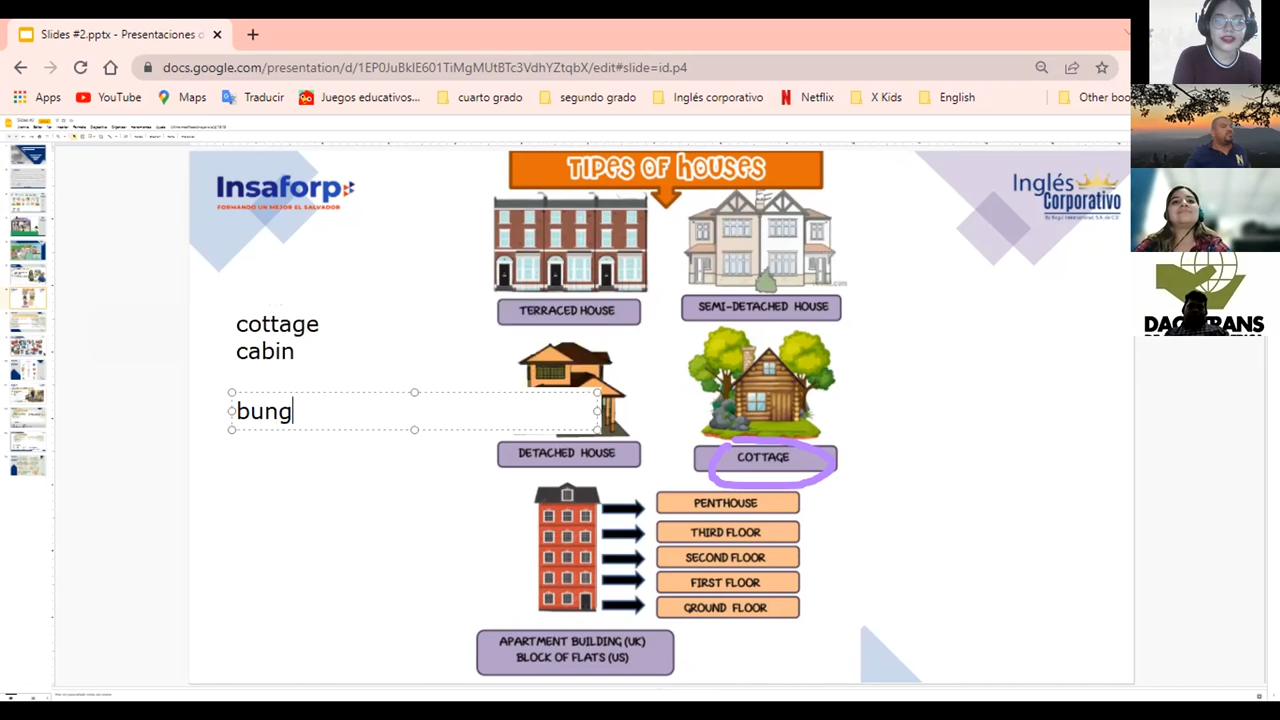 Slides #2.pptx - Presentaciones
docs.google.com/presentation/d/1EP0JuBkIE601TiMgMUtBTc3VdhYZtqbX/edit#slide=id.p4
Apps YouTube Maps Traducir Juegos educativos... cuarto grado segundo grado Inglés corporativo Netflix X Kids English Other boo
TIPES OF HOUSES
Insaforp
FORMANDO UN MEJOR EL SALVADOR
Inglés
Corporativo
TERRACED HOUSE
SEMI-DETACHED HOUSE
cottage
cabin
bung
DETACHED HOUSE
COTTAGE
PENTHOUSE
THIRD FLOOR
SECOND FLOOR
FIRST FLOOR
GROUND FLOOR
APARTMENT BUILDING (UK)
BLOCK OF FLATS (US)